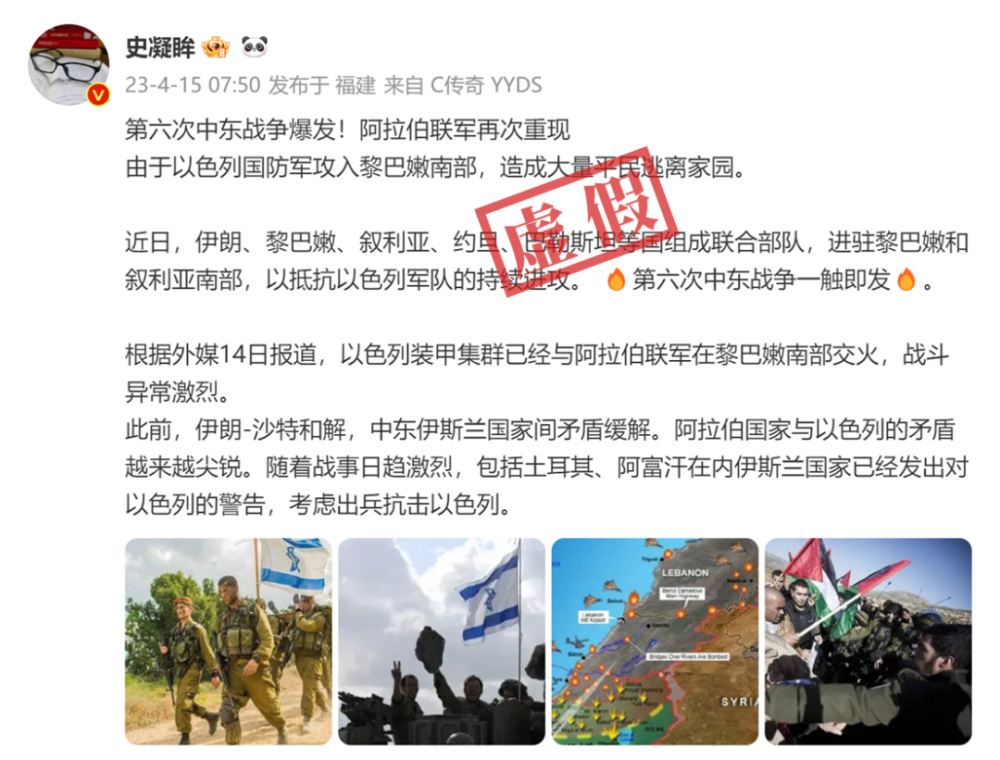 史凝眸
23-4-15 07:50 发布于 福建 来自 C传奇 YYDS
第六次中东战争爆发！阿拉伯联军再次重现
由于以色列国防军攻入黎巴嫩南部，造成大量平民逃离家园。
虚假
近日，伊朗、黎巴嫩、叙利亚、约旦、巴勒斯坦等国组成联合部队，进驻黎巴嫩和
叙利亚南部，以抵抗以色列军队的持续进攻。🔥第六次中东战争一触即发🔥。
根据外媒14日报道，以色列装甲集群已经与阿拉伯联军在黎巴嫩南部交火，战斗
异常激烈。
此前，伊朗-沙特和解，中东伊斯兰国家间矛盾缓解。阿拉伯国家与以色列的矛盾
越来越尖锐。随着战事日趋激烈，包括土耳其、阿富汗在内伊斯兰国家已经发出对
以色列的警告，考虑出兵抗击以色列。
LEBANON
Beirut Damascus
Main Highway
Beirut
Lebanon
Intl' Airport
Bridges Over Rivers Are Bombed
SYRIA